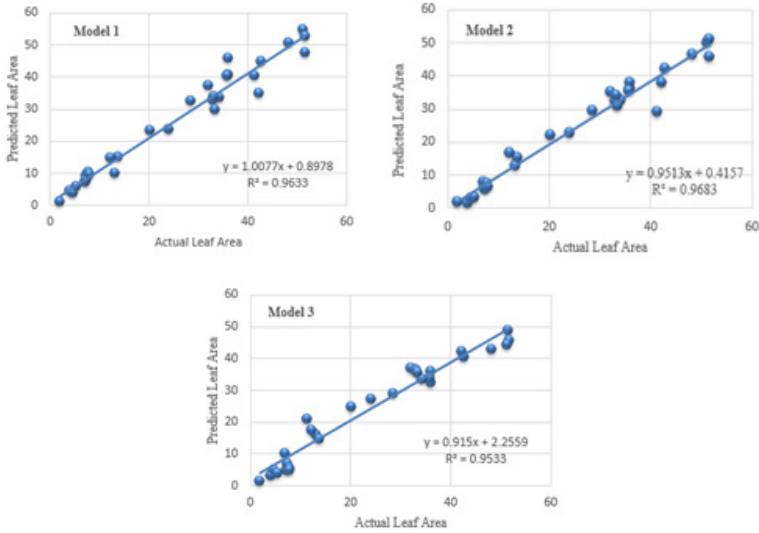 Model 1
Predicted Leaf Area
60
50
40
30
20
10
0
y = 1.0077x + 0.8978
R² = 0.9633
0 20 40 60
Actual Leaf Area
Model 2
Predicted Leaf Area
60
50
40
30
20
10
0
y = 0.9513x + 0.4157
R² = 0.9683
0 20 40 60
Actual Leaf Area
Model 3
Predicted Leaf Area
60
50
40
30
20
10
0
y = 0.915x + 2.2559
R² = 0.9533
0 20 40 60
Actual Leaf Area